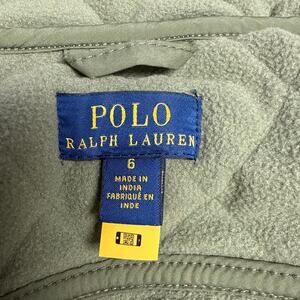 POLO
RALPH LAUREN
6
MADE IN
INDIA
FABRIQUÉ EN
INDE